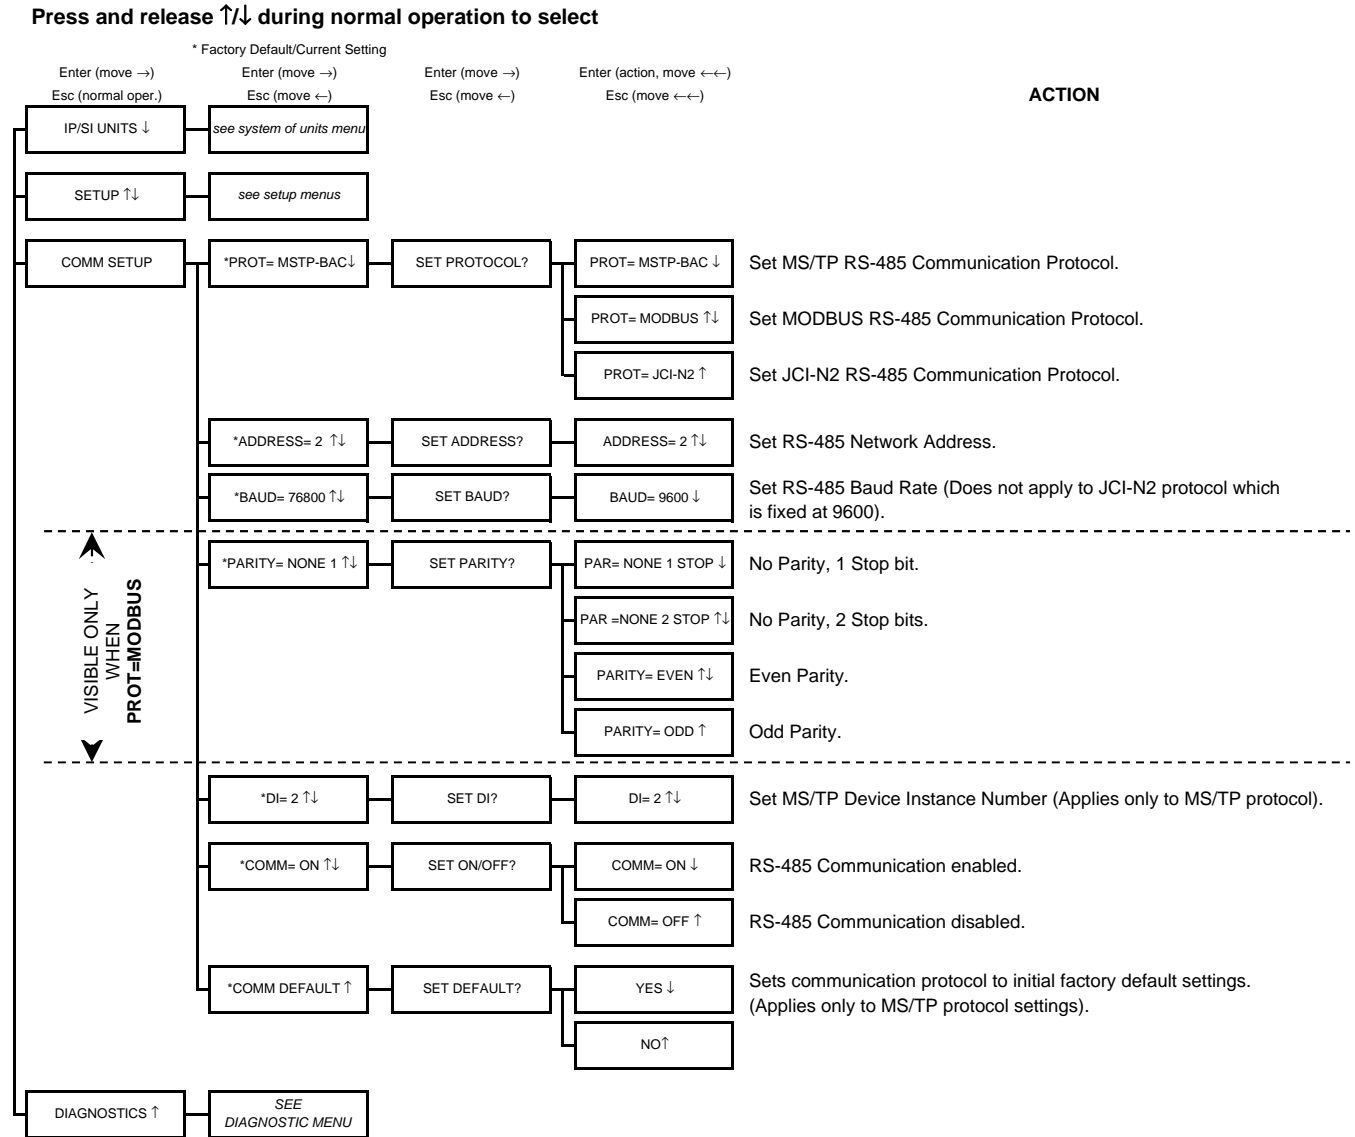 Press and release ↑/↓ during normal operation to select
* Factory Default/Current Setting
Enter (move →)
Esc (normal oper.)
Enter (move →)
Esc (move ←)
Enter (move →)
Esc (move ←)
Enter (action, move ←←)
Esc (move ←←)
ACTION
IP/SI UNITS ↓
see system of units menu
SETUP ↑↓
see setup menus
COMM SETUP
*PROT= MSTP-BAC↓
SET PROTOCOL?
PROT= MSTP-BAC ↓
Set MS/TP RS-485 Communication Protocol.
PROT= MODBUS ↑↓
Set MODBUS RS-485 Communication Protocol.
PROT= JCI-N2 ↑
Set JCI-N2 RS-485 Communication Protocol.
*ADDRESS= 2 ↑↓
SET ADDRESS?
ADDRESS= 2 ↑↓
Set RS-485 Network Address.
*BAUD= 76800 ↑↓
SET BAUD?
BAUD= 9600 ↓
Set RS-485 Baud Rate (Does not apply to JCI-N2 protocol which
is fixed at 9600).
VISIBLE ONLY
WHEN
PROT=MODBUS
*PARITY= NONE 1 ↑↓
SET PARITY?
PAR= NONE 1 STOP ↓
No Parity, 1 Stop bit.
PAR =NONE 2 STOP ↑↓
No Parity, 2 Stop bits.
PARITY= EVEN ↑↓
Even Parity.
PARITY= ODD ↑
Odd Parity.
*DI= 2 ↑↓
SET DI?
DI= 2 ↑↓
Set MS/TP Device Instance Number (Applies only to MS/TP protocol).
*COMM= ON ↑↓
SET ON/OFF?
COMM= ON ↓
RS-485 Communication enabled.
COMM= OFF ↑
RS-485 Communication disabled.
*COMM DEFAULT ↑
SET DEFAULT?
YES ↓
Sets communication protocol to initial factory default settings.
(Applies only to MS/TP protocol settings).
NO↑
DIAGNOSTICS ↑
SEE
DIAGNOSTIC MENU